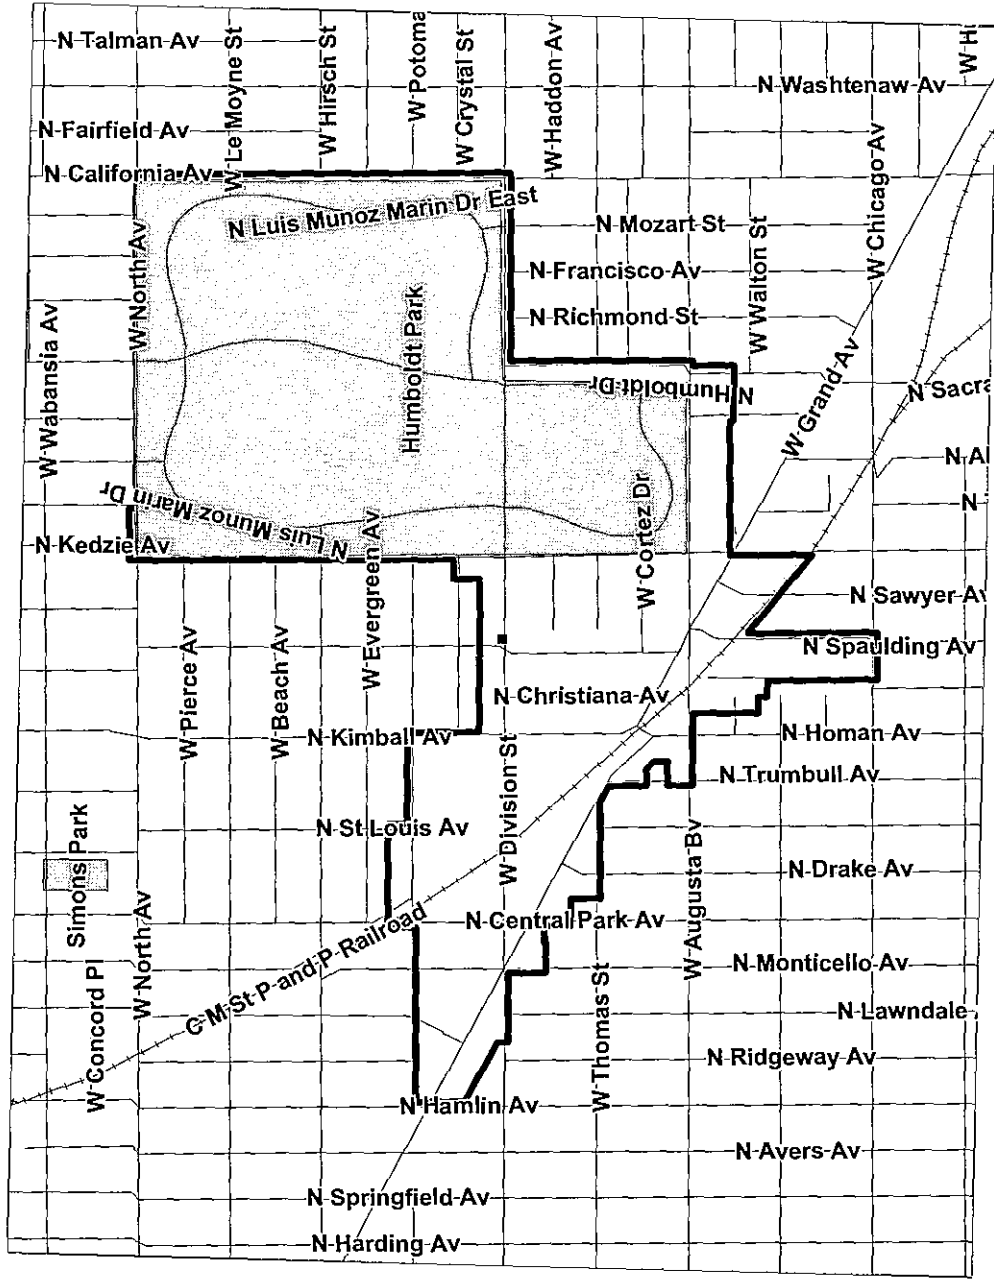 N Talman Av
W Le Moyne St
W Hirsch St
W Potoma
W Crystal St
W Haddon Av
W Hi
N Washtenaw Av
N Fairfield Av
N California Av
W Chicago Av
N Luis Munoz Marin Dr East
N Mozart St
W North Av
N Francisco Av
W Walton St
N Richmond St
W Wabansia Av
Humboldt Park
N Humboldt Dr
W Grand Av
N Sacra
N Al
N
N Luis Munoz Marin Dr
N Kedzie Av
W Evergreen Av
W Cortez Dr
N Sawyer Av
N Spaulding Av
W Pierce Av
W Beach Av
N Christiana Av
N Kimball Av
N Homan Av
N Trumbull Av
W Division St
N St Louis Av
Simons Park
W Augusta Bv
N Drake Av
N Central Park Av
C M St P and P Railroad
W North Av
N Monticello Av
W Concord Pl
W Thomas St
N Lawndale
N Ridgeway Av
N Hamlin Av
N Avers Av
N Springfield Av
N Harding Av